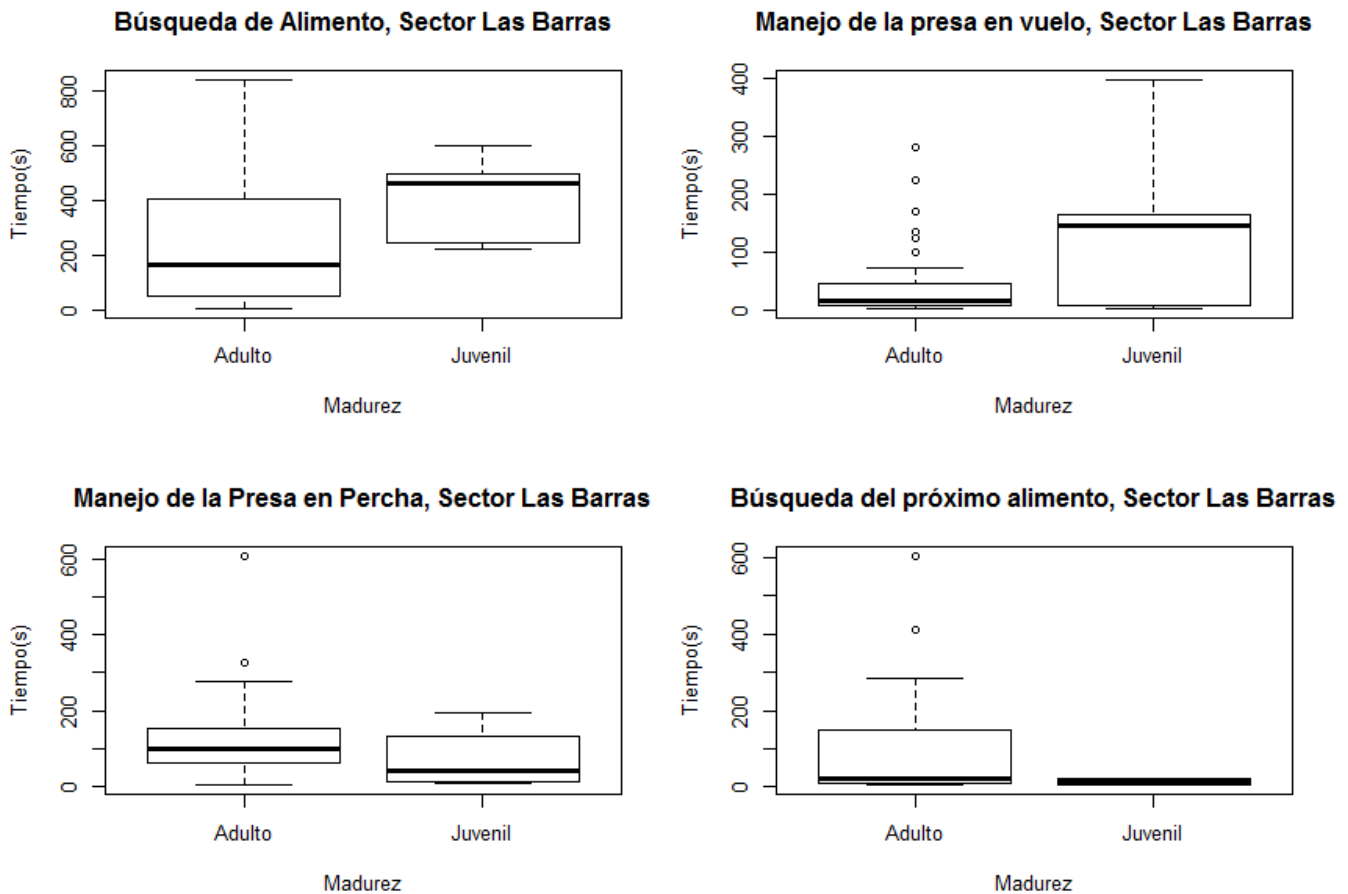 Búsqueda de Alimento, Sector Las Barras
800
600
400
200
0
Tiempo(s)
Adulto Juvenil
Madurez
Manejo de la presa en vuelo, Sector Las Barras
400
300
200
100
0
Tiempo(s)
Adulto Juvenil
Madurez
Manejo de la Presa en Percha, Sector Las Barras
600
400
200
0
Tiempo(s)
Adulto Juvenil
Madurez
Búsqueda del próximo alimento, Sector Las Barras
600
400
200
0
Tiempo(s)
Adulto Juvenil
Madurez